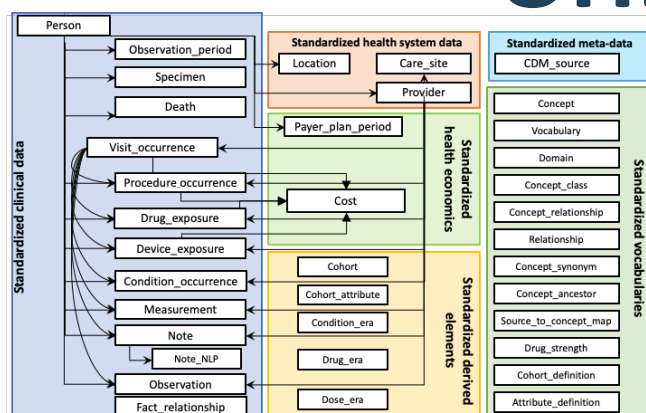 Person
Observation_period
Specimen
Death
Visit_occurrence
Procedure_occurrence
Drug_exposure
Device_exposure
Condition_occurrence
Measurement
Note
Note_NLP
Observation
Fact_relationship
Standardized clinical data
Standardized health system data
Location
Care_site
Provider
Payer_plan_period
Cost
Standardized
health economics
Cohort
Cohort_attribute
Condition_era
Drug_era
Dose_era
Standardized derived
elements
Standardized meta-data
CDM_source
Concept
Vocabulary
Domain
Concept_class
Concept_relationship
Relationship
Concept_synonym
Concept_ancestor
Source_to_concept_map
Drug_strength
Cohort_definition
Attribute_definition
Standardized vocabularies